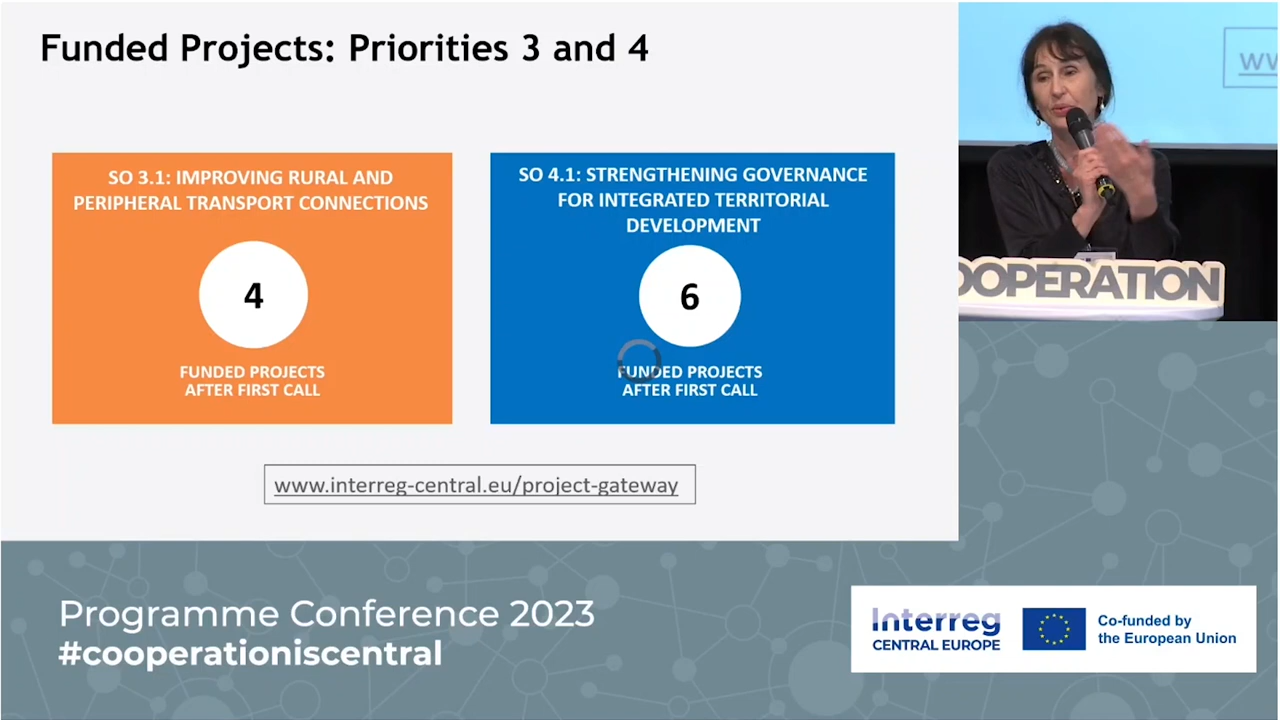 Funded Projects: Priorities 3 and 4
SO 3.1: IMPROVING RURAL AND
PERIPHERAL TRANSPORT CONNECTIONS
4
FUNDED PROJECTS
AFTER FIRST CALL
SO 4.1: STRENGTHENING GOVERNANCE
FOR INTEGRATED TERRITORIAL
DEVELOPMENT
6
FUNDED PROJECTS
AFTER FIRST CALL
www.interreg-central.eu/project-gateway
ww
OOPERATION
Programme Conference 2023
#cooperationiscentral
Interreg
CENTRAL EUROPE
Co-funded by
the European Union